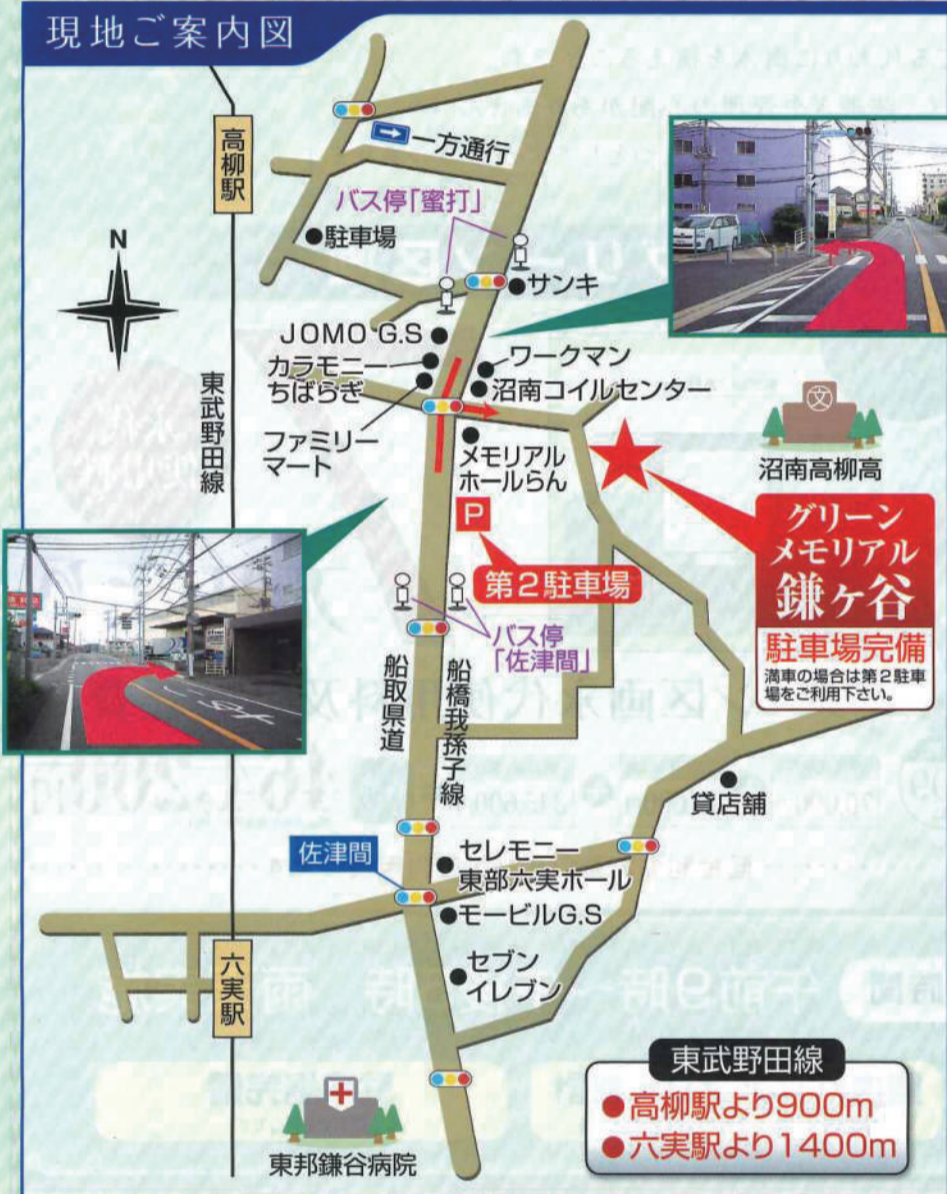 現地ご案内図
高柳駅
一方通行
バス停「蜜打」
駐車場
N
サンキ
JOMO G.S
カラモニー
ちばらぎ
ワークマン
沼南コイルセンター
東武野田線
ファミリー
マート
メモリアル
ホールらん
文
沼南高柳高
P
第2駐車場
グリーン
メモリアル
鎌ヶ谷
駐車場完備
満車の場合は第2駐車
場をご利用下さい。
バス停
「佐津間」
船取県道
船橋我孫子線
貸店舗
佐津間
セレモニー
東部六実ホール
モービルG.S
六実駅
セブン
イレブン
東邦鎌谷病院
東武野田線
●高柳駅より900m
●六実駅より1400m